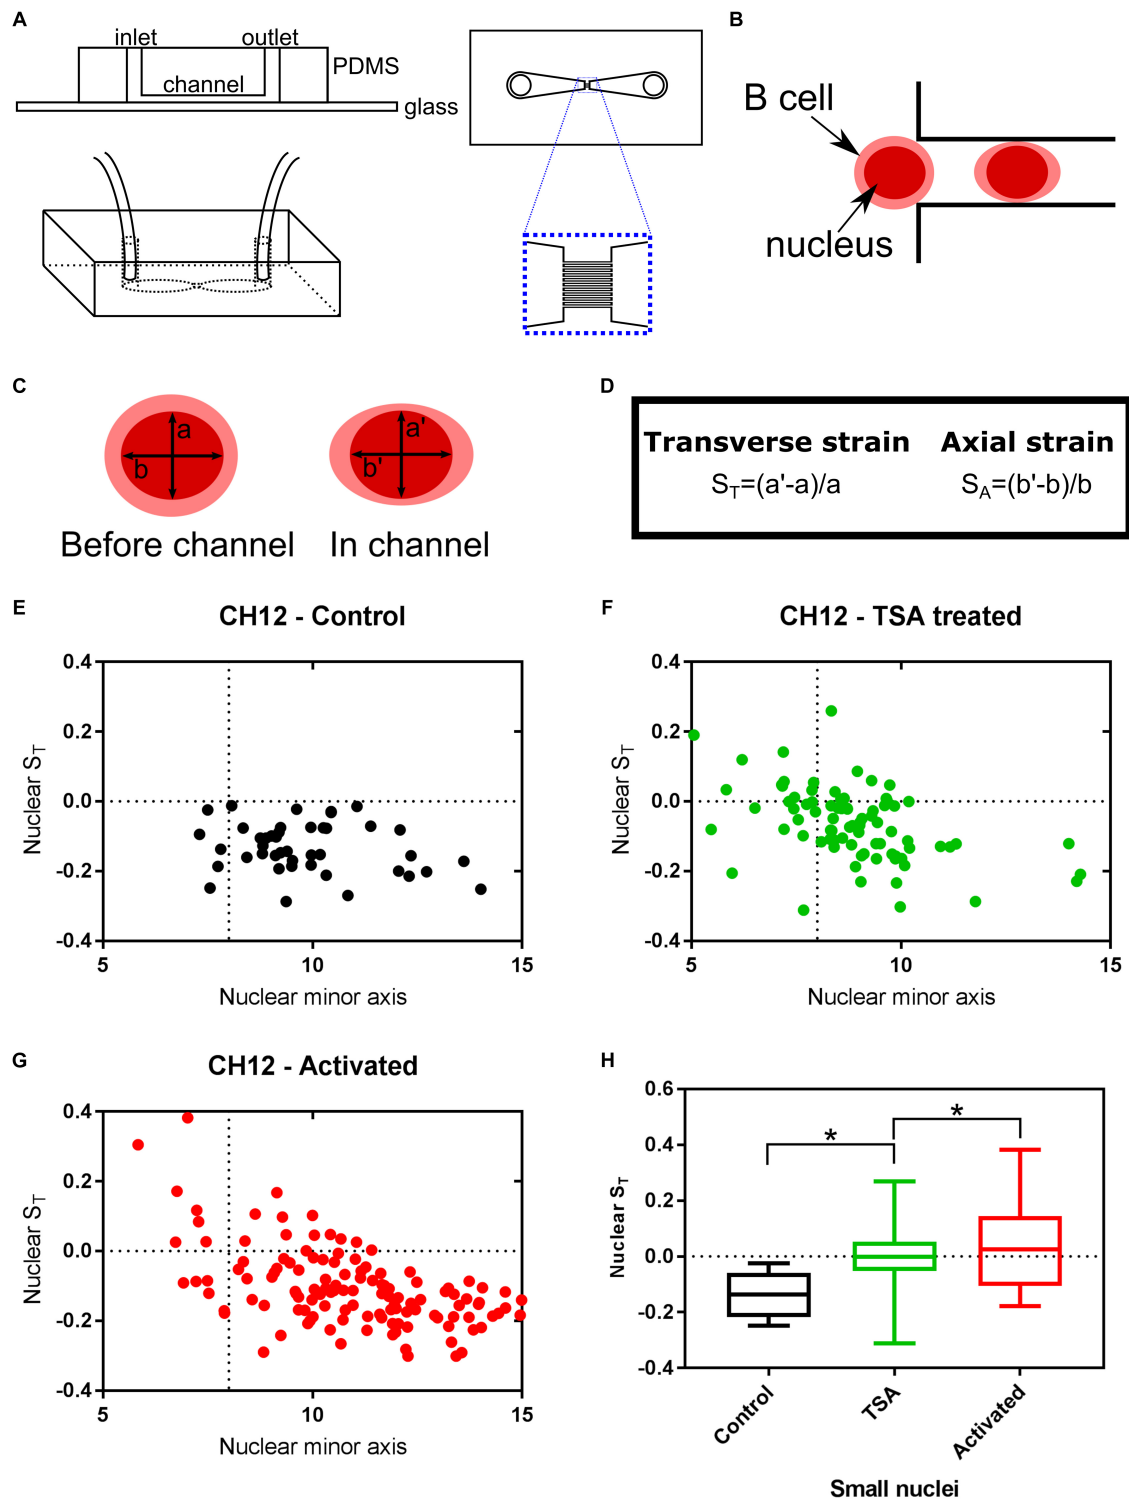 A
inlet
outlet
PDMS
channel
glass
B
B cell
nucleus
C
a
b
a'
b'
Before channel
In channel
D
Transverse strain
Axial strain
S_T=(a'-a)/a
S_A=(b'-b)/b
E
CH12 - Control
0.4
0.2
0.0
-0.2
-0.4
Nuclear S_T
5
10
15
Nuclear minor axis
F
CH12 - TSA treated
0.4
0.2
0.0
-0.2
-0.4
Nuclear S_T
5
10
15
Nuclear minor axis
G
CH12 - Activated
0.4
0.2
0.0
-0.2
-0.4
Nuclear S_T
5
10
15
Nuclear minor axis
H
0.6
0.4
0.2
0.0
-0.2
-0.4
Nuclear S_T
*
*
Control
TSA
Activated
Small nuclei